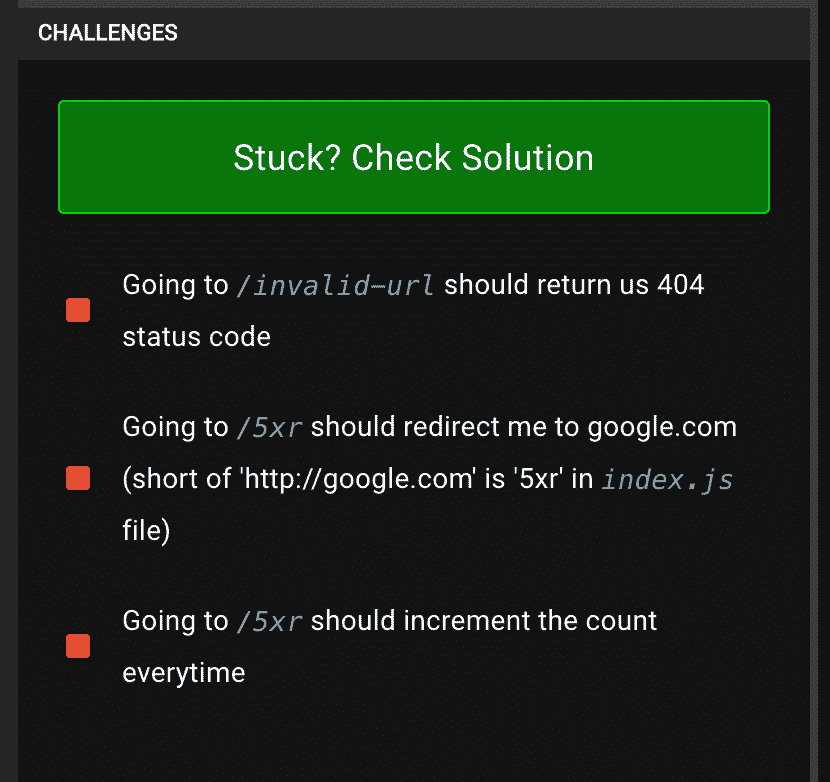 CHALLENGES
Stuck? Check Solution
Going to /invalid-url should return us 404
status code
Going to /5xr should redirect me to google.com
(short of 'http://google.com' is '5xr' in index.js
file)
Going to /5xr should increment the count
everytime